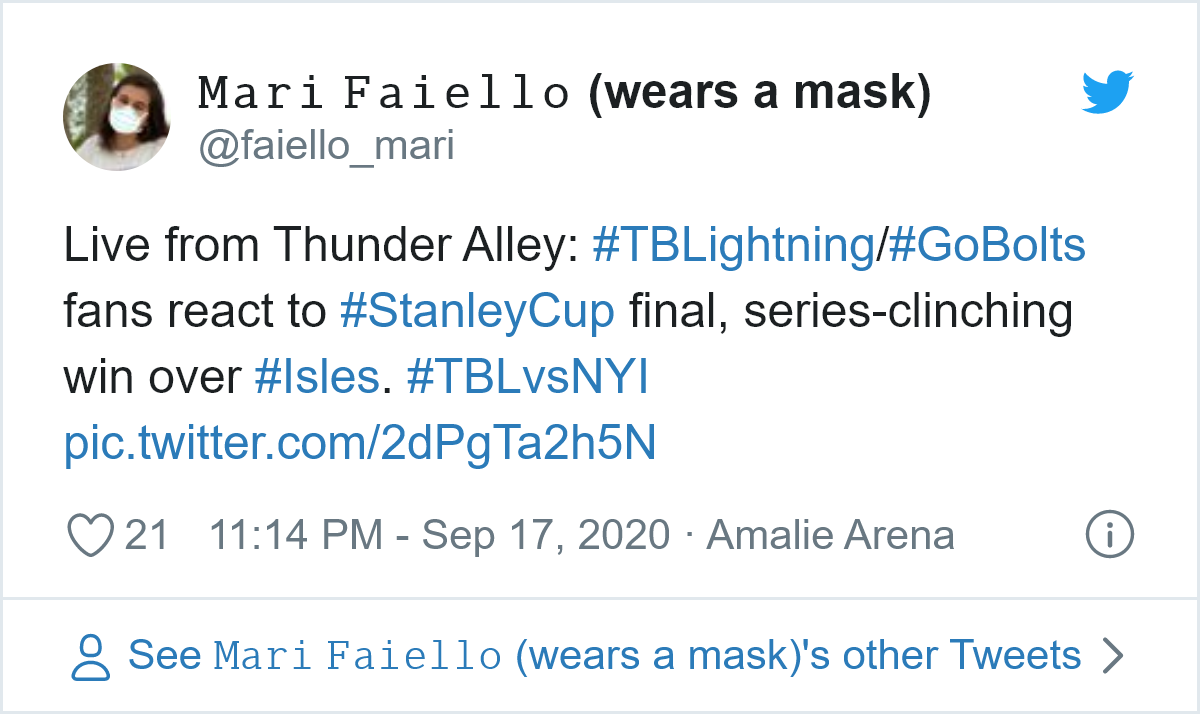 Mari Faiello (wears a mask)
@faiello_mari
Live from Thunder Alley: #TBLightning/#GoBolts
fans react to #StanleyCup final, series-clinching
win over #Isles. #TBLvsNYI
pic.twitter.com/2dPgTa2h5N
21 11:14 PM - Sep 17, 2020 · Amalie Arena
See Mari Faiello (wears a mask)'s other Tweets